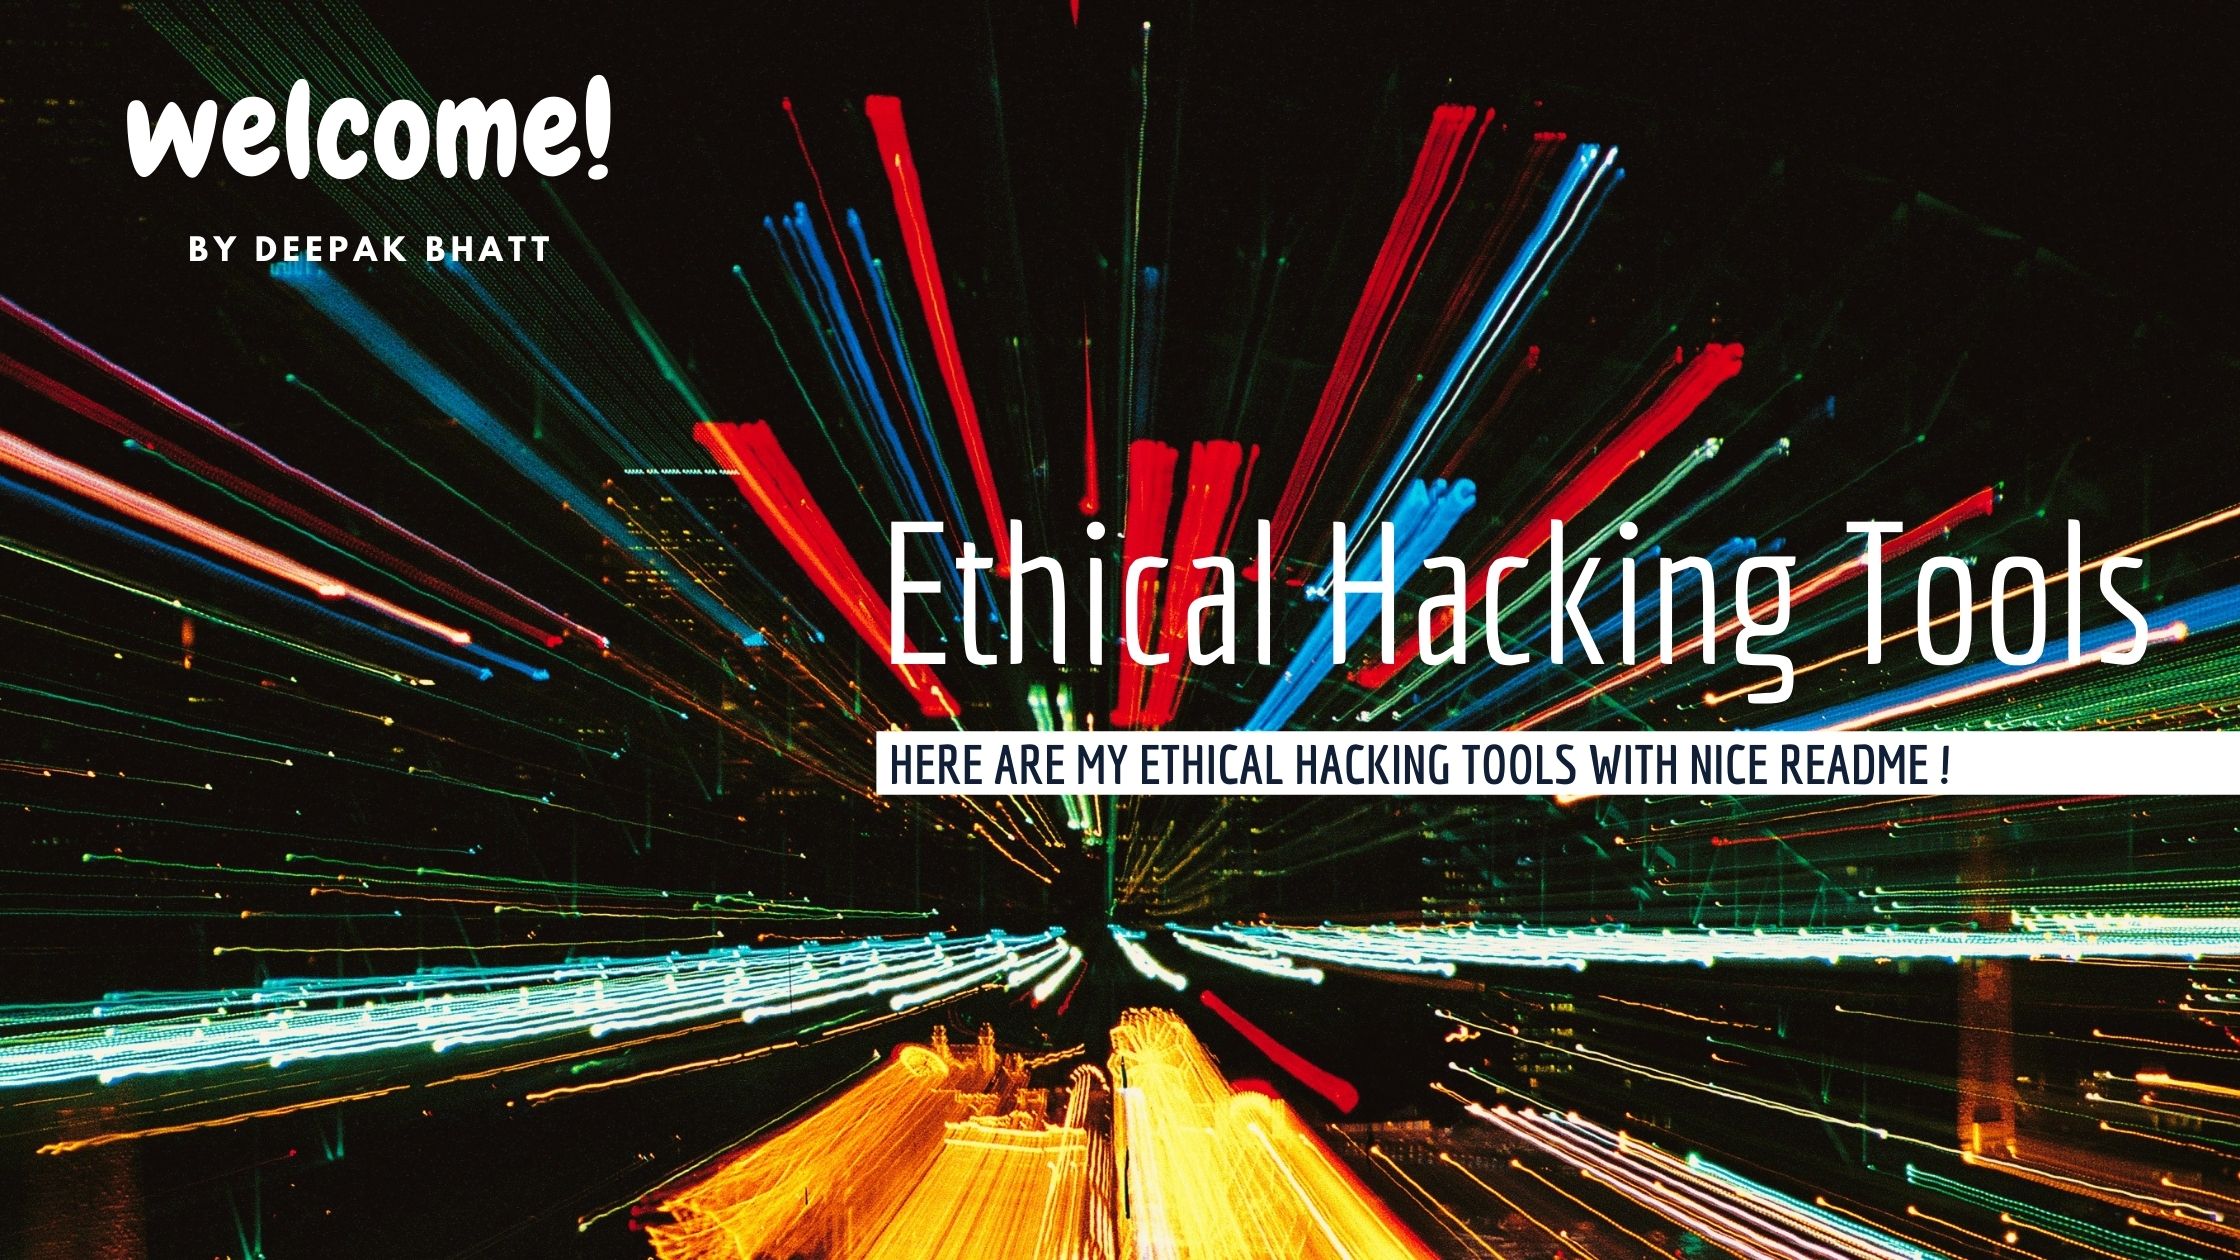 welcome!
BY DEEPAK BHATT
Ethical Hacking Tools
HERE ARE MY ETHICAL HACKING TOOLS WITH NICE README !